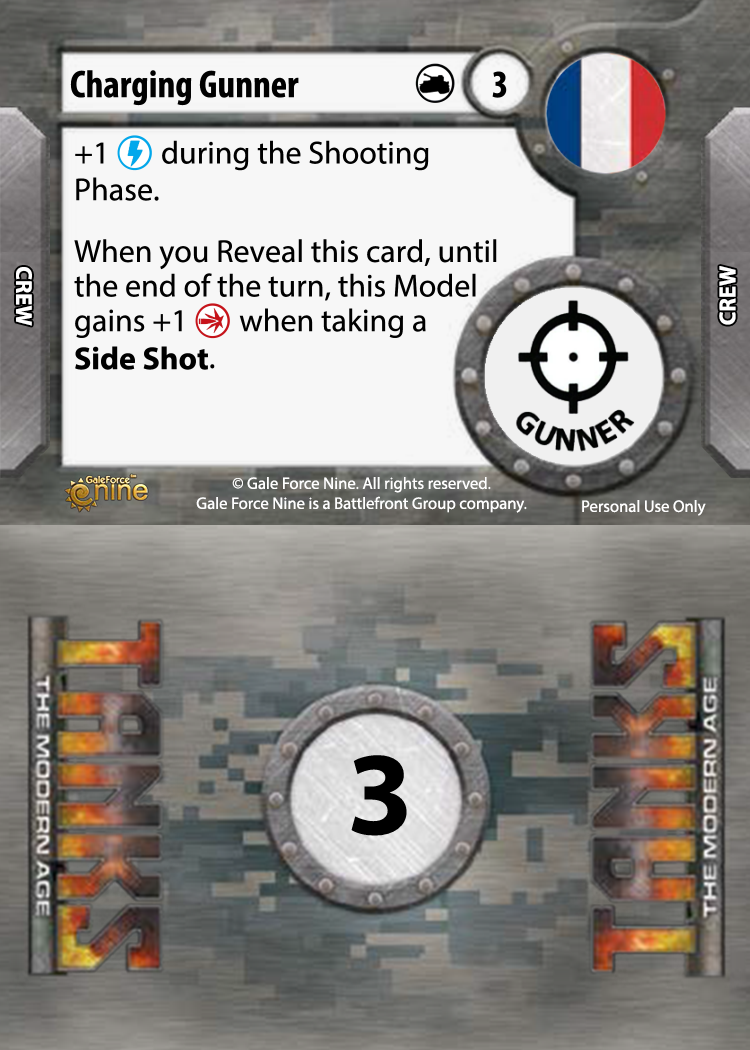 Charging Gunner 3
+1 during the Shooting
Phase.
When you Reveal this card, until
the end of the turn, this Model
gains +1 when taking a
Side Shot.
CREW
CREW
GUNNER
GaleForce™
nine
© Gale Force Nine. All rights reserved.
Gale Force Nine is a Battlefront Group company.
Personal Use Only
TANKS
THE MODERN AGE
3
TANKS
THE MODERN AGE